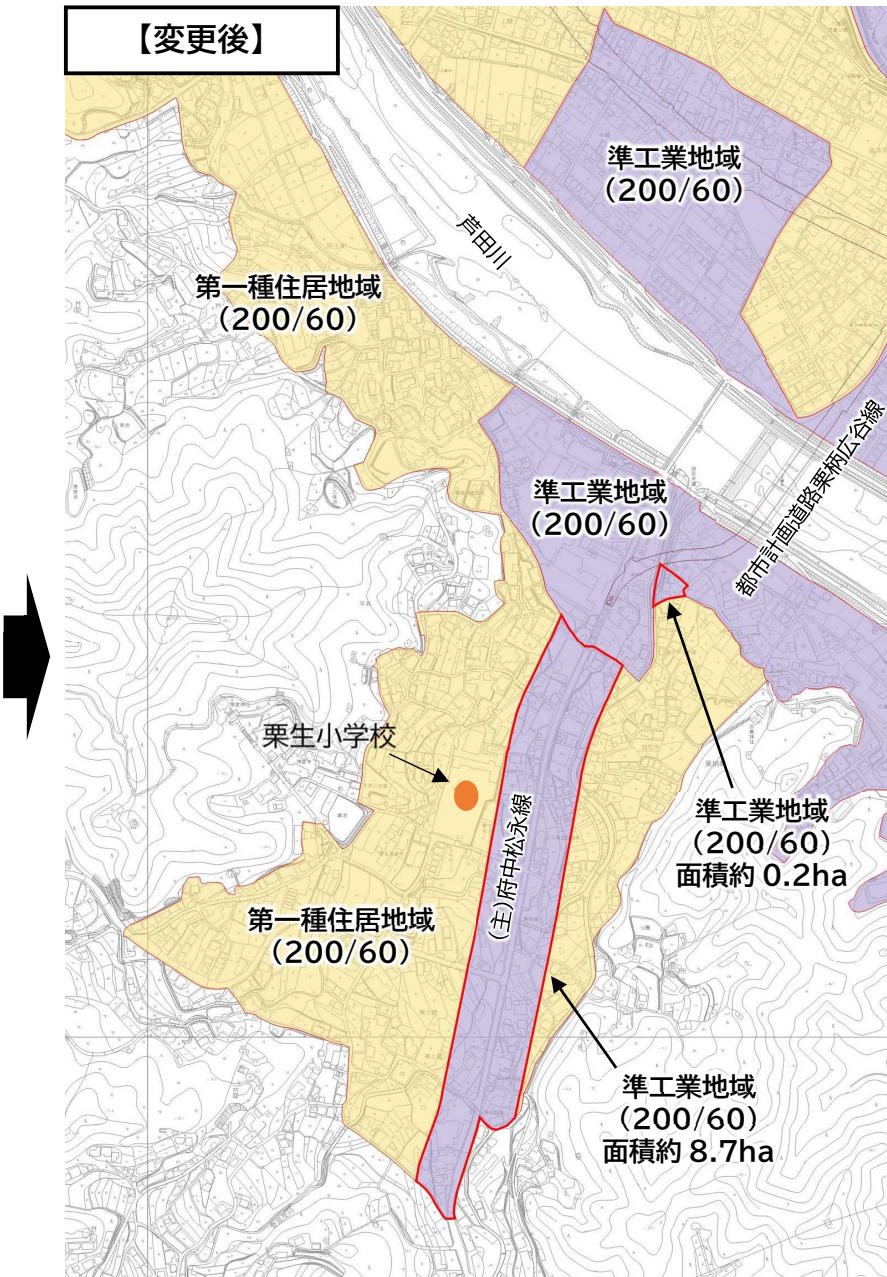 【変更後】
準工業地域
(200/60)
芦田川
第一種住居地域
(200/60)
都市計画道路栗柄広谷線
準工業地域
(200/60)
栗生小学校
(主)府中松永線
準工業地域
(200/60)
面積約 0.2ha
第一種住居地域
(200/60)
準工業地域
(200/60)
面積約 8.7ha